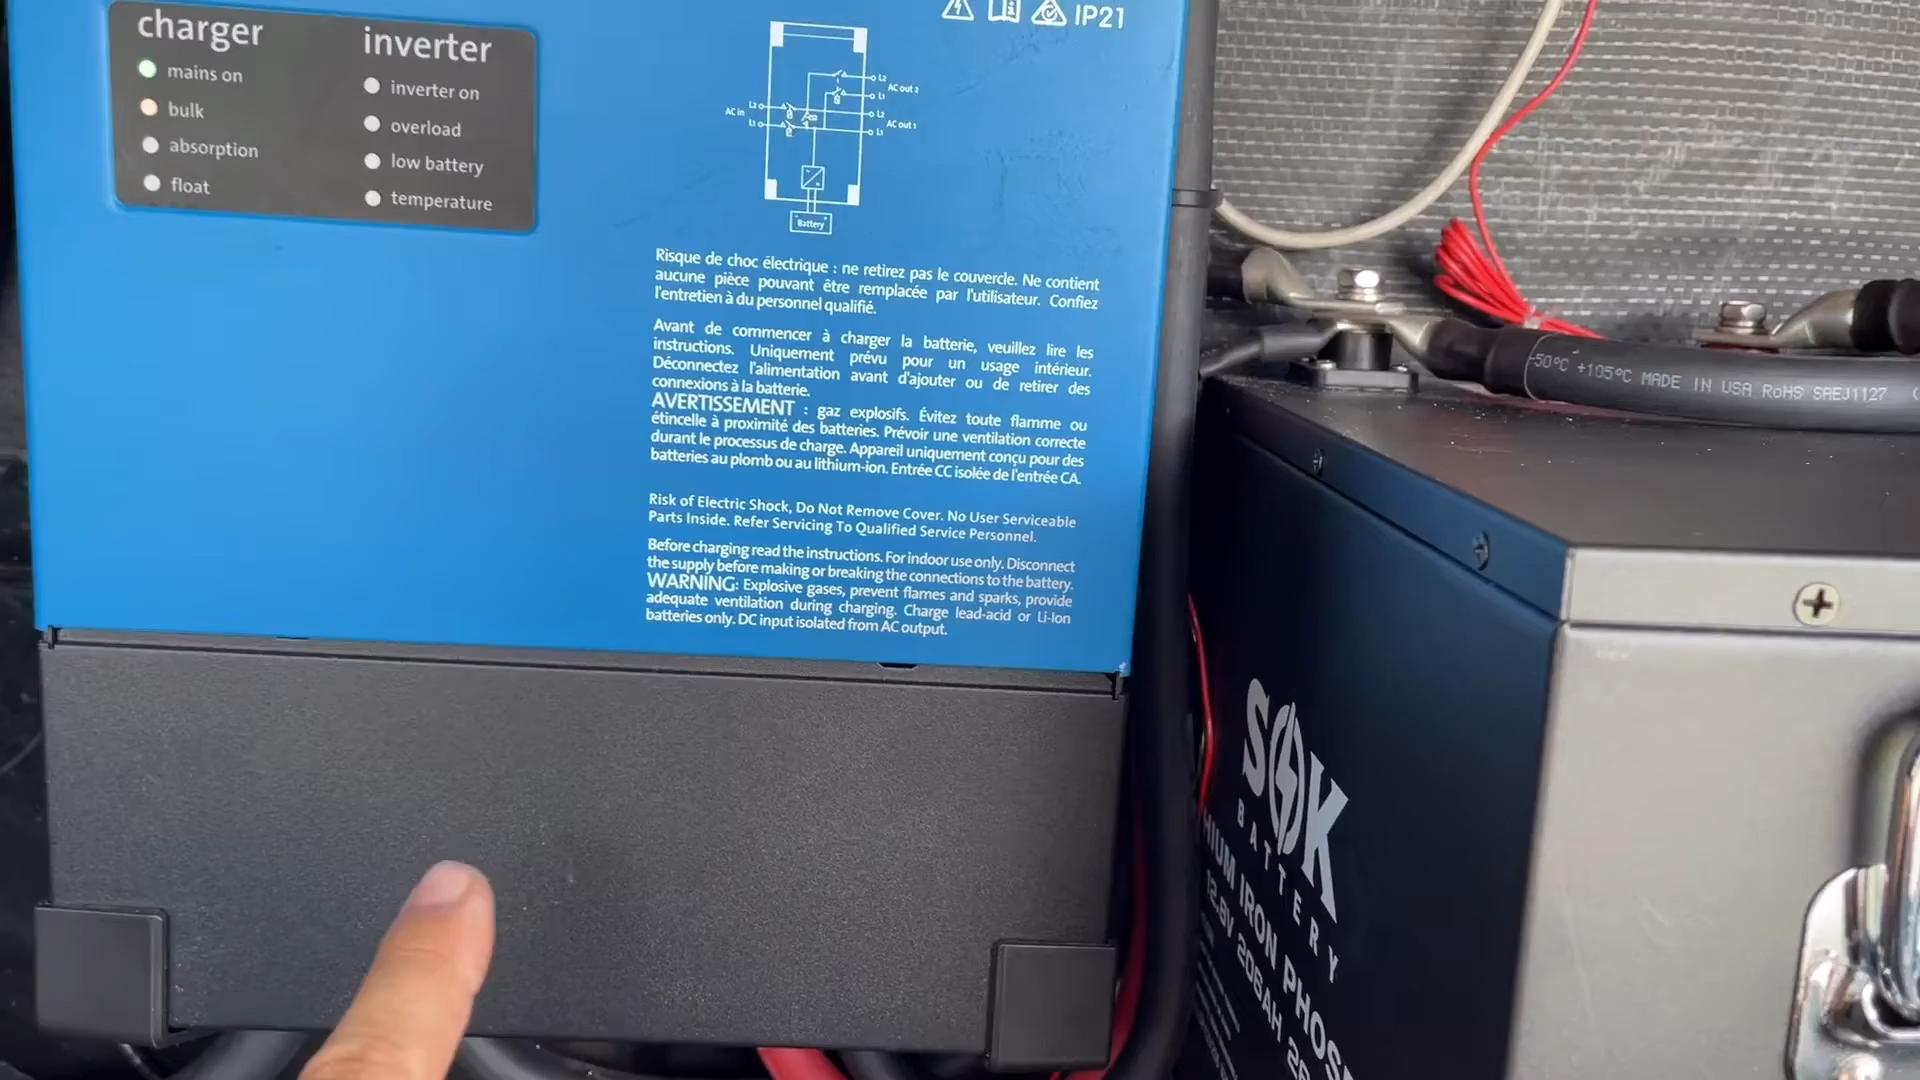 charger
mains on
bulk
absorption
float
inverter
inverter on
overload
low battery
temperature
IP21
L2
AC out 2
L1
L2
AC in
L2
AC out 1
L1
L1
Battery
Risque de choc électrique : ne retirez pas le couvercle. Ne contient
aucune pièce pouvant être remplacée par l'utilisateur. Confiez
l'entretien à du personnel qualifié.
Avant de commencer à charger la batterie, veuillez lire les
instructions. Uniquement prévu pour un usage intérieur.
Déconnectez l'alimentation avant d'ajouter ou de retirer des
connexions à la batterie.
AVERTISSEMENT : gaz explosifs. Évitez toute flamme ou
étincelle à proximité des batteries. Prévoir une ventilation correcte
durant le processus de charge. Appareil uniquement conçu pour des
batteries au plomb ou au lithium-ion. Entrée CC isolée de l'entrée CA.
Risk of Electric Shock, Do Not Remove Cover. No User Serviceable
Parts Inside. Refer Servicing To Qualified Service Personnel.
Before charging read the instructions. For indoor use only. Disconnect
the supply before making or breaking the connections to the battery.
WARNING: Explosive gases, prevent flames and sparks, provide
adequate ventilation during charging. Charge lead-acid or Li-Ion
batteries only. DC input isolated from AC output.
-50°C +105°C MADE IN USA RoHS SAEJ1127
SOK
BATTERY
HIUM IRON PHOS
12.8V 206AH 26